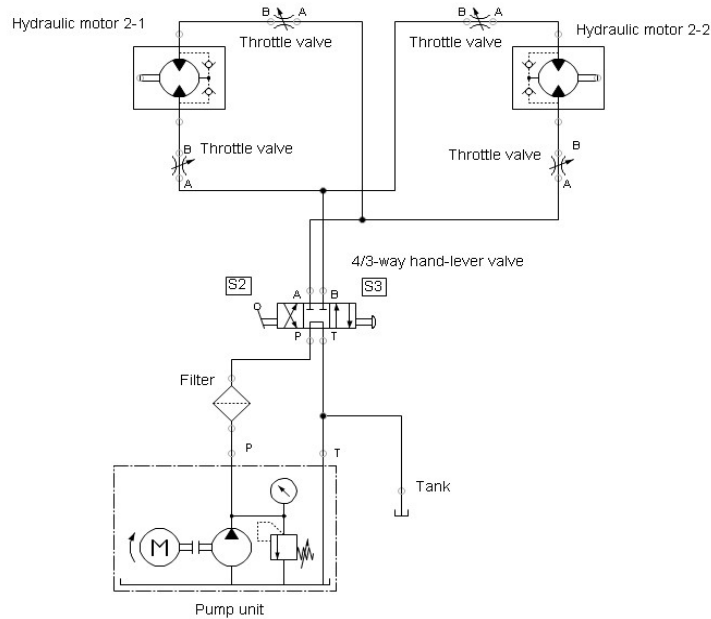 B A
B A
Hydraulic motor 2-1
Hydraulic motor 2-2
Throttle valve
Throttle valve
B
Throttle valve
A
B
Throttle valve
A
4/3-way hand-lever valve
S2
A B
S3
P T
Filter
P
T
Tank
M
Pump unit